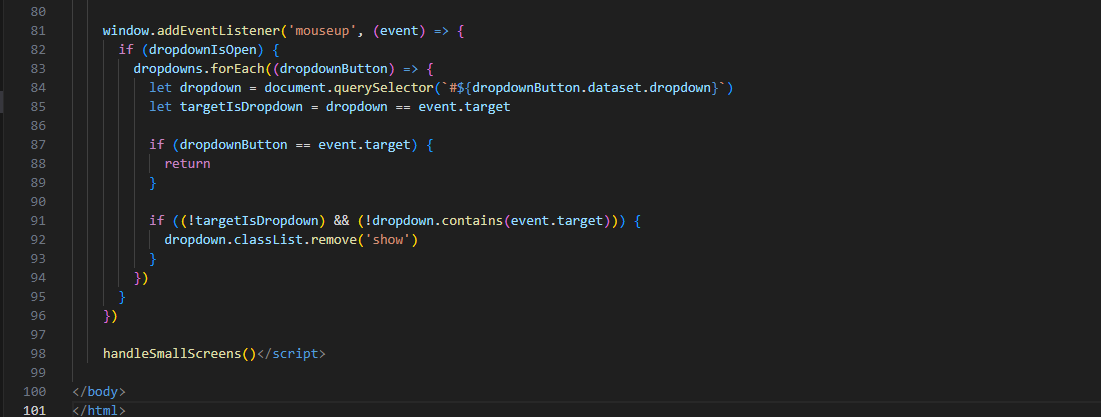 80
81 window.addEventListener('mouseup', (event) => {
82 if (dropdownIsOpen) {
83 dropdowns.forEach((dropdownButton) => {
84 let dropdown = document.querySelector(`#${dropdownButton.dataset.dropdown}`)
85 let targetIsDropdown = dropdown == event.target
86
87 if (dropdownButton == event.target) {
88 return
89 }
90
91 if ((!targetIsDropdown) && (!dropdown.contains(event.target))) {
92 dropdown.classList.remove('show')
93 }
94 })
95 }
96 })
97
98 handleSmallScreens()</script>
99
100 </body>
101 </html>